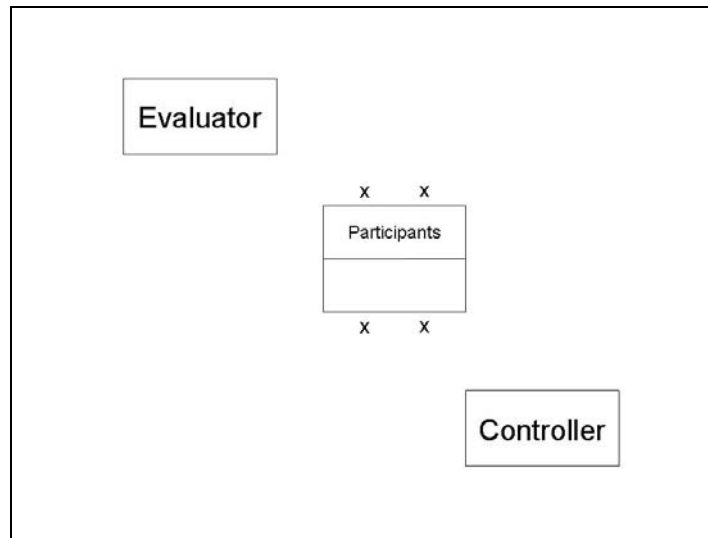 Evaluator
x x
Participants
x x
Controller